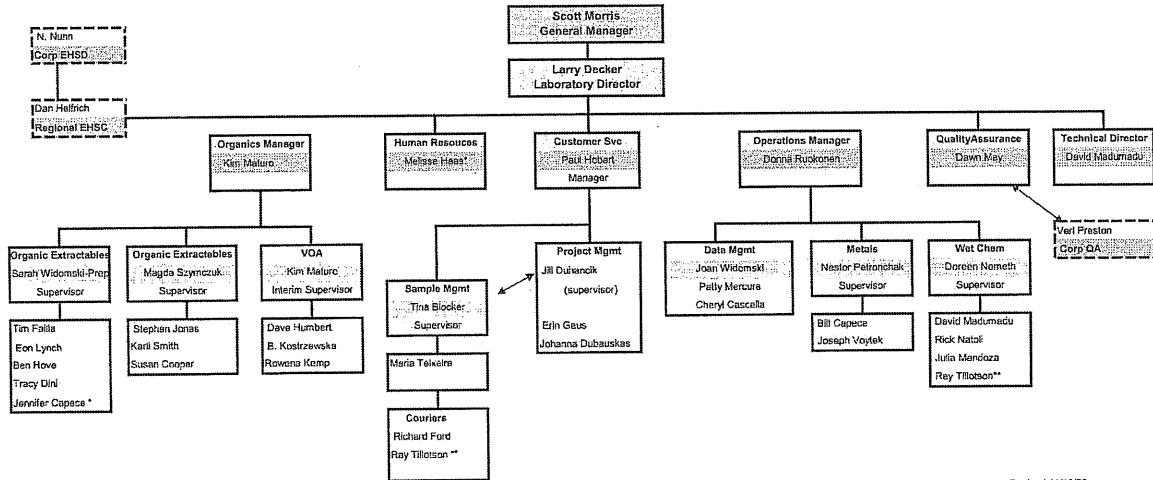 Scott Morris
General Manager
N. Nunn
Corp EHSD
Larry Decker
Laboratory Director
Dan Helfrich
Regional EHSC
Organics Manager
Kim Maturo
Human Resouces
Melisse Haas*
Customer Svc
Paul Hobart
Manager
Operations Manager
Donna Ruokonen
QualityAssurance
Dawn May
Technical Director
David Madumadu
Verl Preston
Corp QA
Organic Extractables
Sarah Widomski-Prep
Supervisor
Organic Extractables
Magda Szymczuk
Supervisor
VOA
Kim Maturo
Interim Supervisor
Sample Mgmt
Tina Blocker
Supervisor
Project Mgmt
Jill Duhancik
(supervisor)
Erin Gaus
Johanna Dubauskas
Data Mgmt
Joan Widomski
Patty Mercure
Cheryl Cascella
Metals
Nestor Petronchak
Supervisor
Wet Chem
Doreen Nometh
Supervisor
Tim Failla
Eon Lynch
Ben Hove
Tracy Dini
Jennifer Capece *
Stephan Jonas
Karli Smith
Susan Cooper
Dave Humbert
B. Kostrzewska
Rowena Kemp
Maria Teixeira
Couriers
Richard Ford
Ray Tillotson **
Bill Capece
Joseph Voytek
David Madumadu
Rick Natoli
Julia Mandoza
Ray Tillotson**